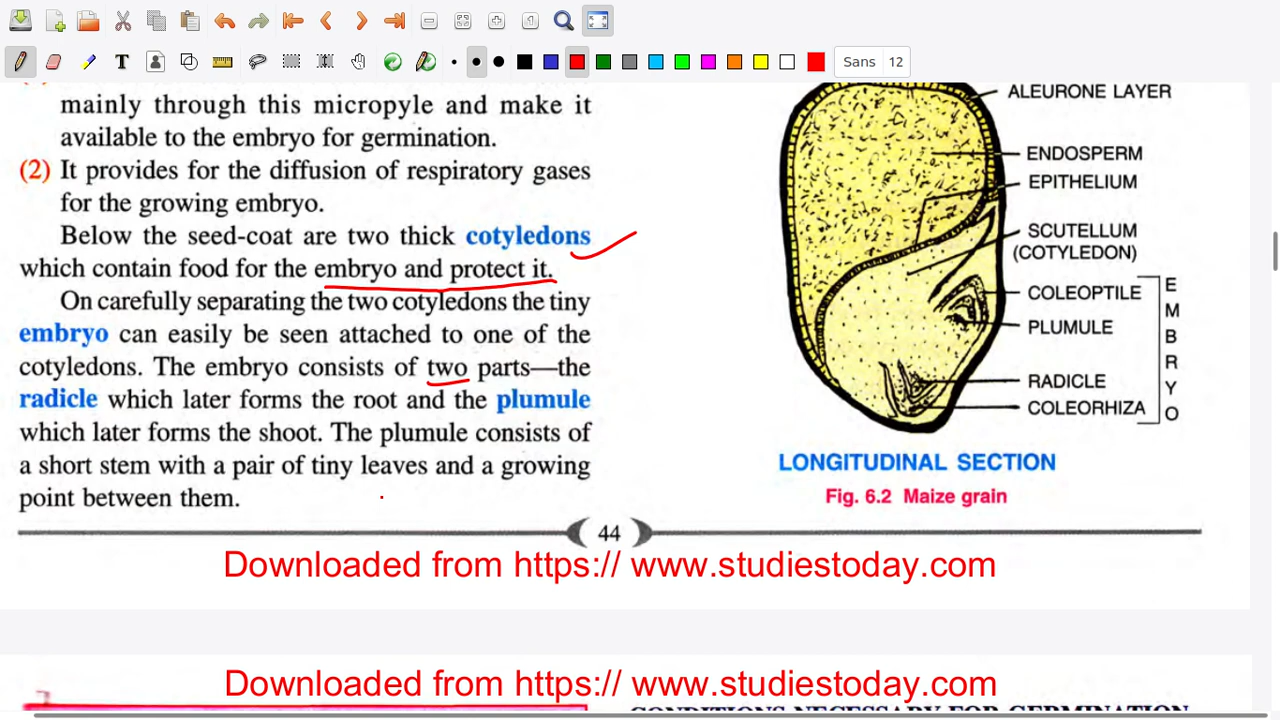 Sans 12
mainly through this micropyle and make it
available to the embryo for germination.
(2) It provides for the diffusion of respiratory gases
for the growing embryo.
Below the seed-coat are two thick cotyledons
which contain food for the embryo and protect it.
On carefully separating the two cotyledons the tiny
embryo can easily be seen attached to one of the
cotyledons. The embryo consists of two parts—the
radicle which later forms the root and the plumule
which later forms the shoot. The plumule consists of
a short stem with a pair of tiny leaves and a growing
point between them.
ALEURONE LAYER
ENDOSPERM
EPITHELIUM
SCUTELLUM
(COTYLEDON)
COLEOPTILE
PLUMULE
RADICLE
COLEORHIZA
EMBRYO
LONGITUDINAL SECTION
Fig. 6.2 Maize grain
44
Downloaded from https:// www.studiestoday.com
Downloaded from https:// www.studiestoday.com
CONDITIONS NECESSARY FOR GERMINATION